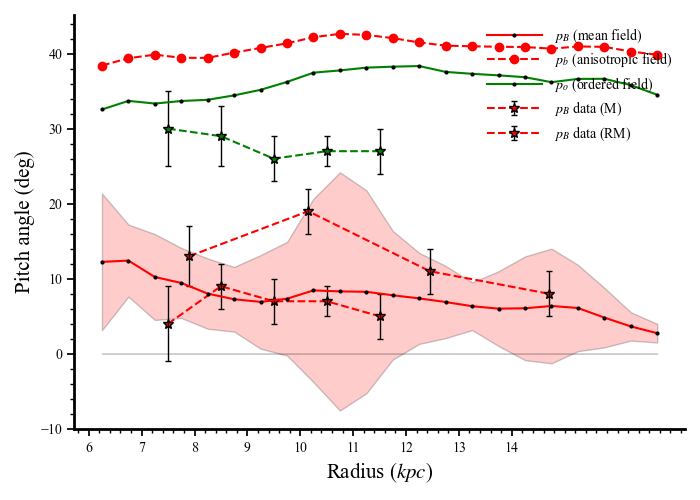 p_B (mean field)
p_b (anisotropic field)
p_o (ordered field)
p_B data (M)
p_B data (RM)
Pitch angle (deg)
40
30
20
10
0
−10
6 7 8 9 10 11 12 13 14
Radius (kpc)